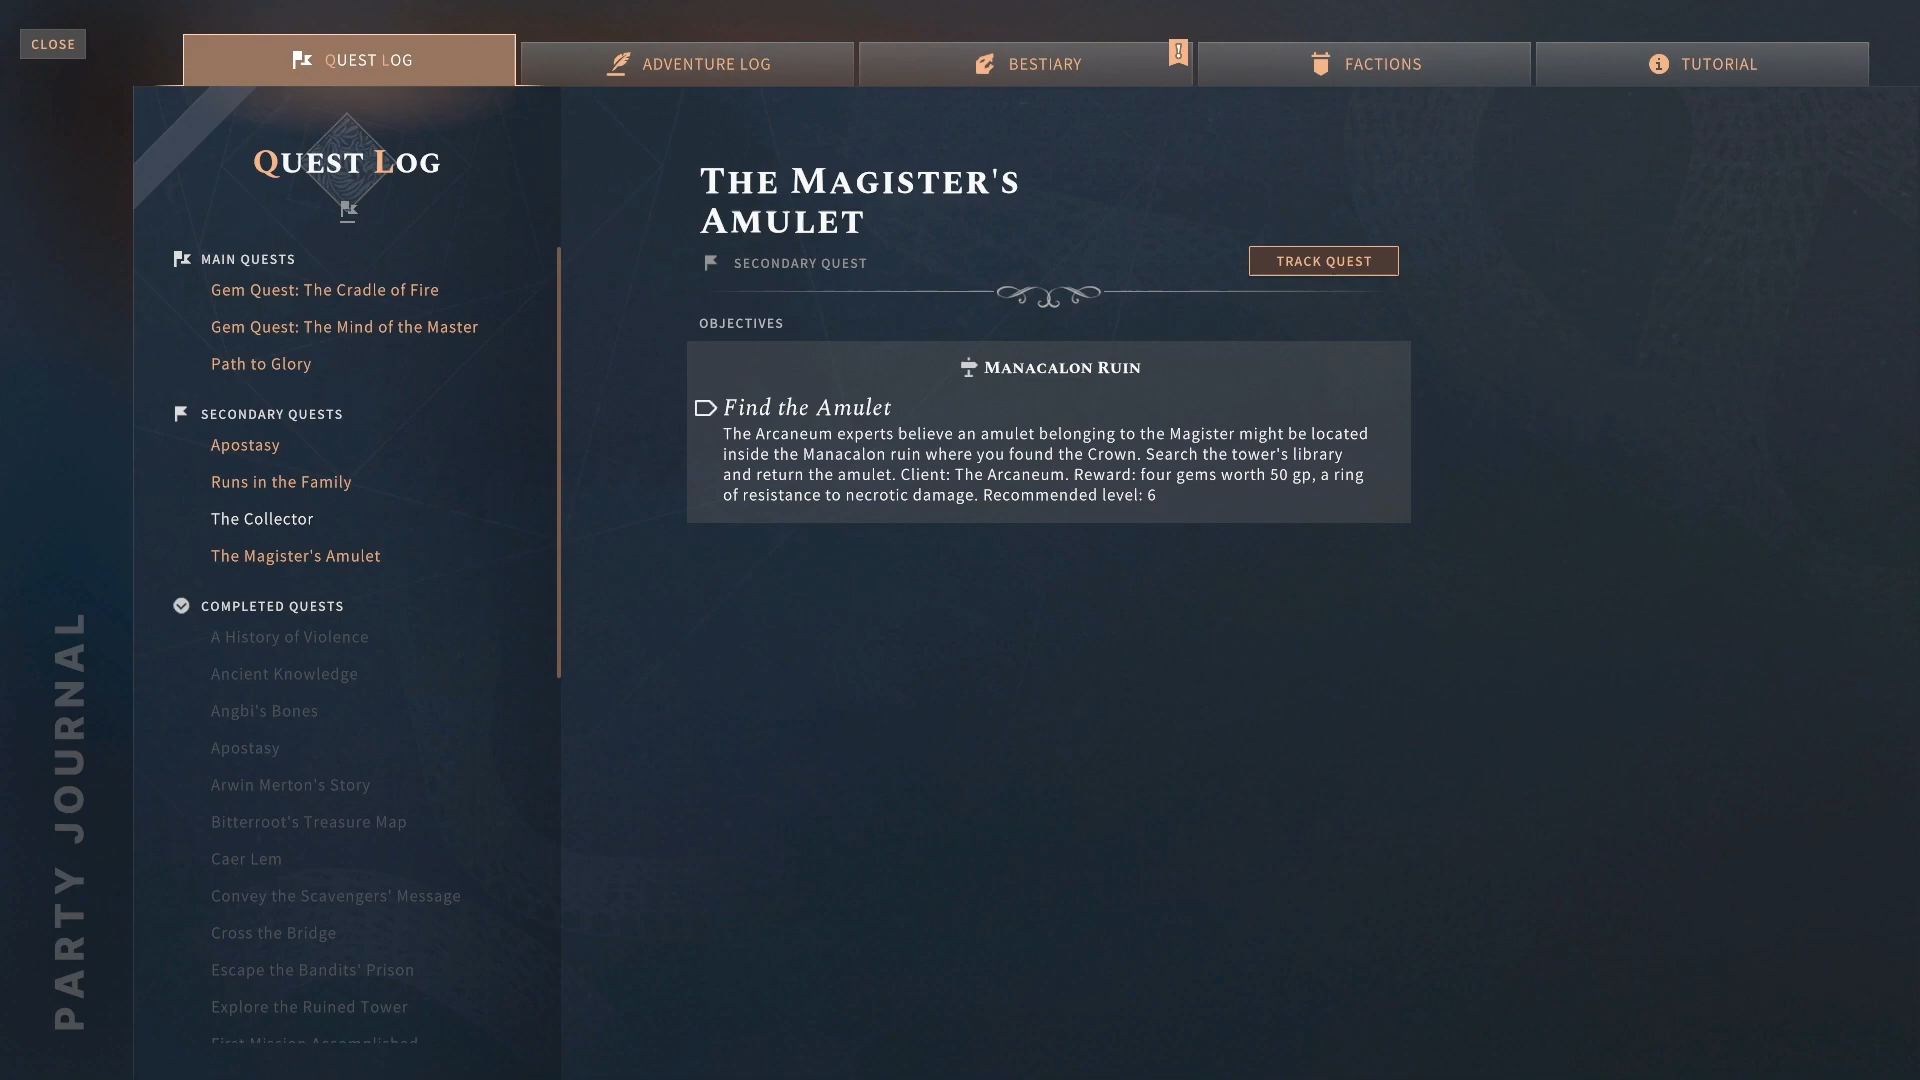 CLOSE
QUEST LOG
ADVENTURE LOG
BESTIARY
FACTIONS
TUTORIAL
PARTY JOURNAL
QUEST LOG
MAIN QUESTS
Gem Quest: The Cradle of Fire
Gem Quest: The Mind of the Master
Path to Glory
SECONDARY QUESTS
Apostasy
Runs in the Family
The Collector
The Magister's Amulet
COMPLETED QUESTS
A History of Violence
Ancient Knowledge
Angbi's Bones
Apostasy
Arwin Merton's Story
Bitterroot's Treasure Map
Caer Lem
Convey the Scavengers' Message
Cross the Bridge
Escape the Bandits' Prison
Explore the Ruined Tower
First Mission Accomplished
THE MAGISTER'S
AMULET
SECONDARY QUEST
TRACK QUEST
OBJECTIVES
MANACALON RUIN
Find the Amulet
The Arcaneum experts believe an amulet belonging to the Magister might be located
inside the Manacalon ruin where you found the Crown. Search the tower's library
and return the amulet. Client: The Arcaneum. Reward: four gems worth 50 gp, a ring
of resistance to necrotic damage. Recommended level: 6